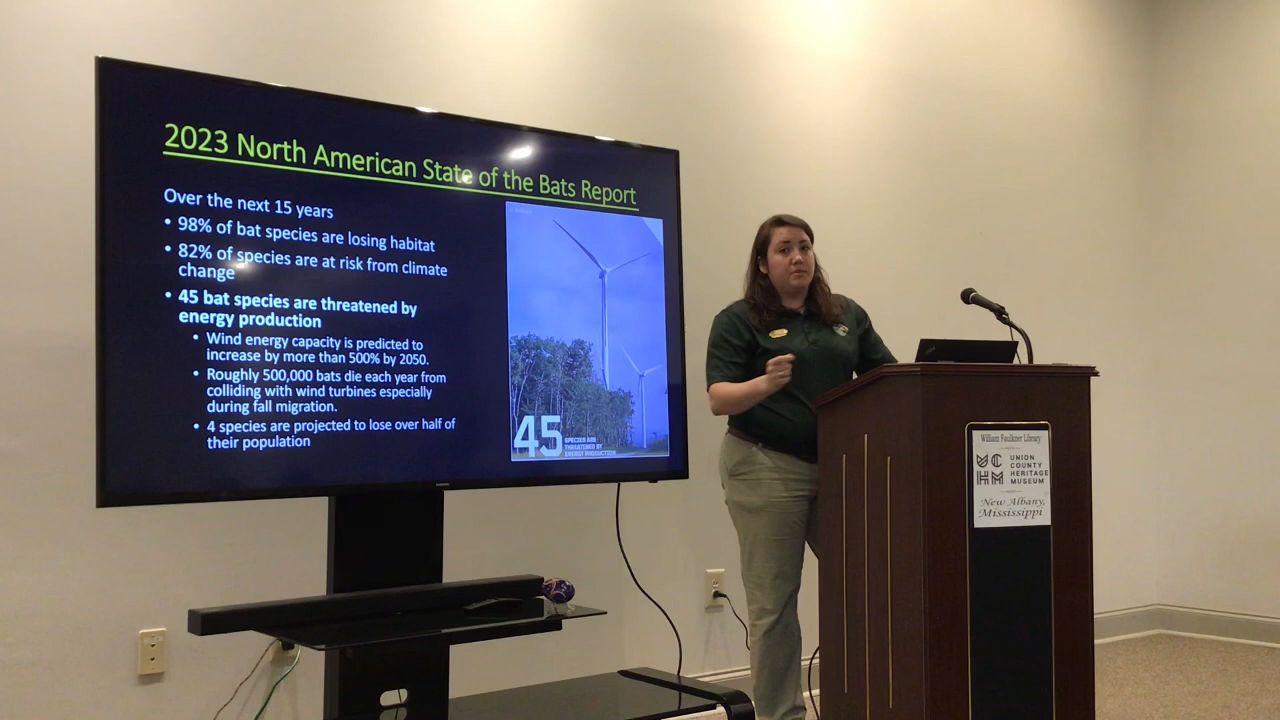 2023 North American State of the Bats Report
Over the next 15 years
• 98% of bat species are losing habitat
• 82% of species are at risk from climate
change
• 45 bat species are threatened by
energy production
• Wind energy capacity is predicted to
increase by more than 500% by 2050.
• Roughly 500,000 bats die each year from
colliding with wind turbines especially
during fall migration.
• 4 species are projected to lose over half of
their population
45
SPECIES ARE
THREATENED BY
ENERGY PRODUCTION
William Faulkner Library
UC
HM
UNION
COUNTY
HERITAGE
MUSEUM
New Albany,
Mississippi